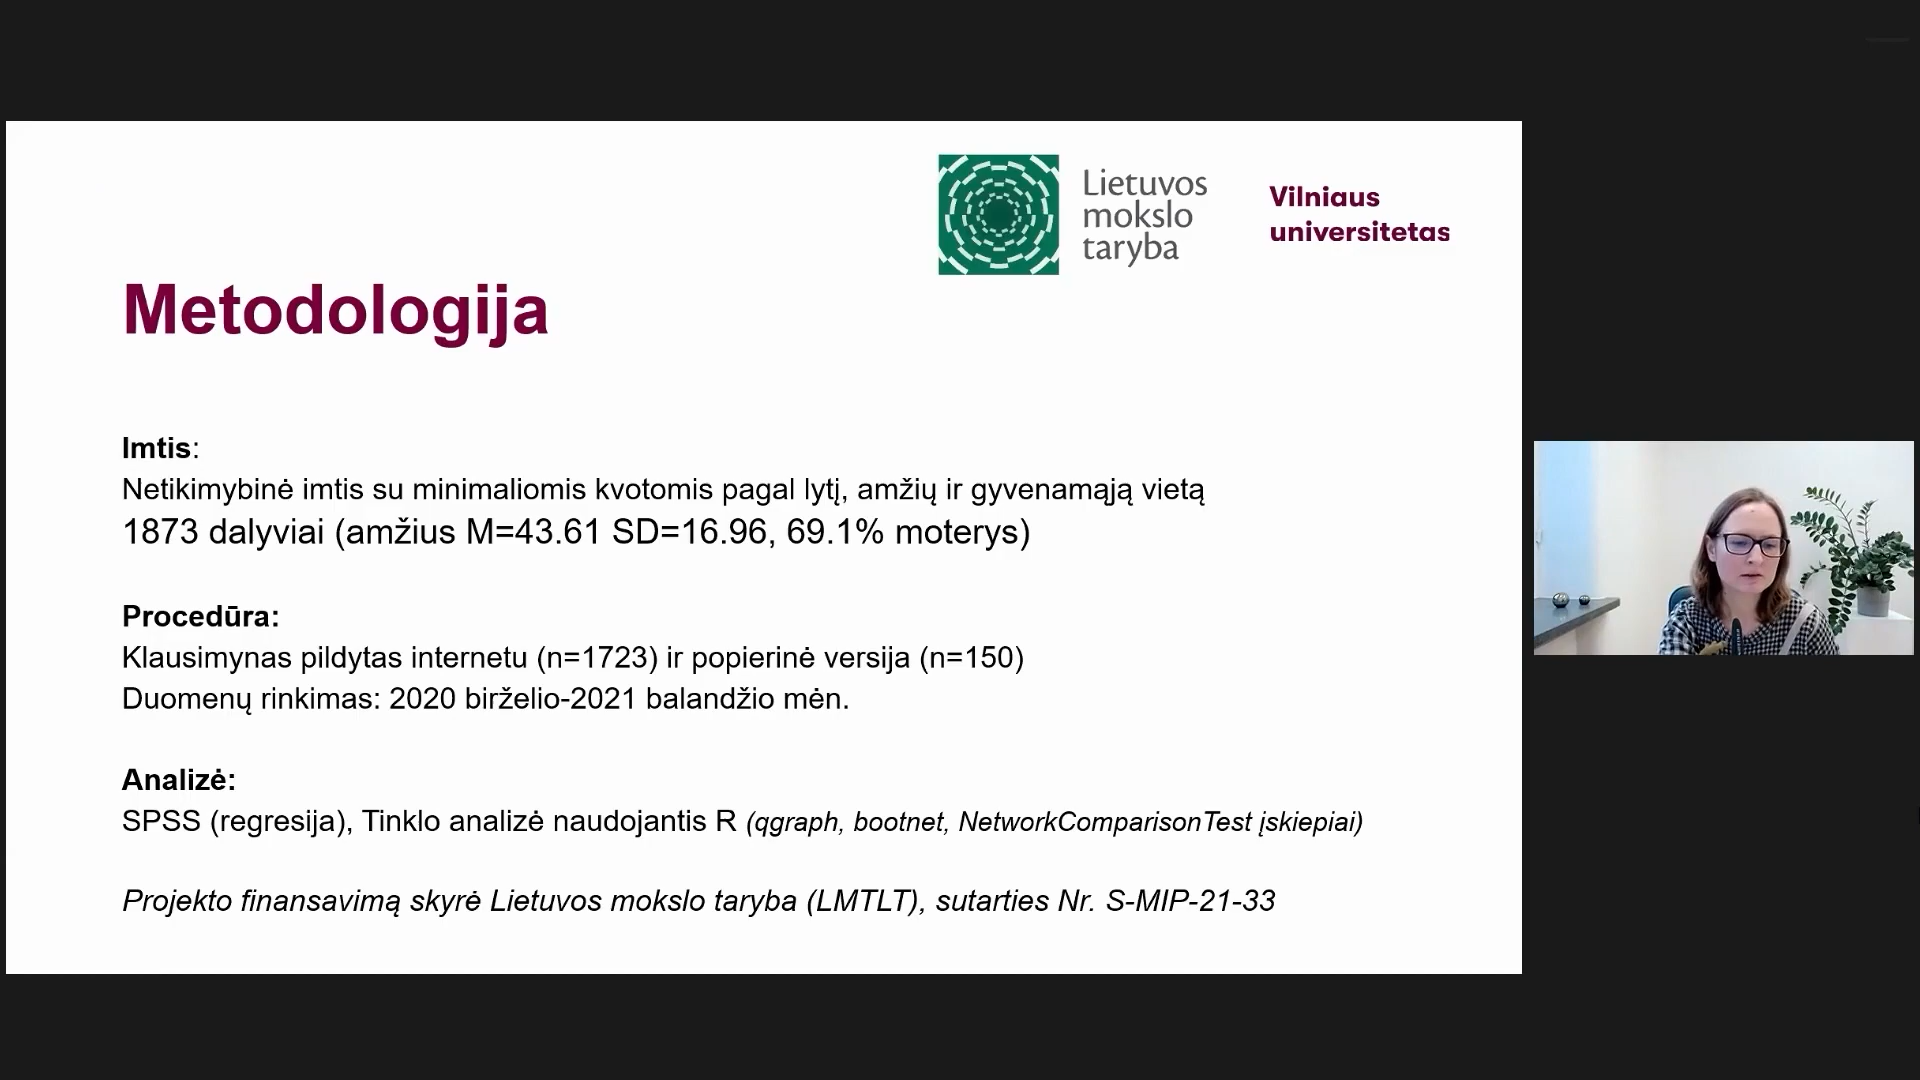 Lietuvos
mokslo
taryba
Vilniaus
universitetas
Metodologija
Imtis:
Netikimybinė imtis su minimaliomis kvotomis pagal lytį, amžių ir gyvenamąją vietą
1873 dalyviai (amžius M=43.61 SD=16.96, 69.1% moterys)
Procedūra:
Klausimynas pildytas internetu (n=1723) ir popierinė versija (n=150)
Duomenų rinkimas: 2020 birželio-2021 balandžio mėn.
Analizė:
SPSS (regresija), Tinklo analizė naudojantis R (qgraph, bootnet, NetworkComparisonTest įskiepiai)
Projekto finansavimą skyrė Lietuvos mokslo taryba (LMTLT), sutarties Nr. S-MIP-21-33